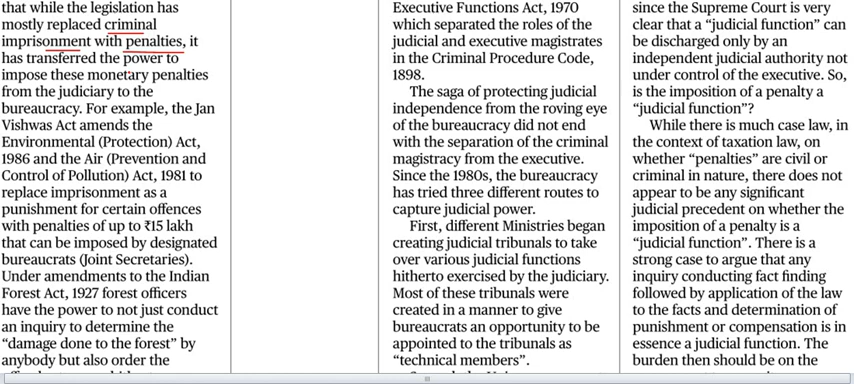 that while the legislation has
mostly replaced criminal
imprisonment with penalties, it
has transferred the power to
impose these monetary penalties
from the judiciary to the
bureaucracy. For example, the Jan
Vishwas Act amends the
Environmental (Protection) Act,
1986 and the Air (Prevention and
Control of Pollution) Act, 1981 to
replace imprisonment as a
punishment for certain offences
with penalties of up to ₹15 lakh
that can be imposed by designated
bureaucrats (Joint Secretaries).
Under amendments to the Indian
Forest Act, 1927 forest officers
have the power to not just conduct
an inquiry to determine the
“damage done to the forest” by
anybody but also order the
Executive Functions Act, 1970
which separated the roles of the
judicial and executive magistrates
in the Criminal Procedure Code,
1898.
The saga of protecting judicial
independence from the roving eye
of the bureaucracy did not end
with the separation of the criminal
magistracy from the executive.
Since the 1980s, the bureaucracy
has tried three different routes to
capture judicial power.
First, different Ministries began
creating judicial tribunals to take
over various judicial functions
hitherto exercised by the judiciary.
Most of these tribunals were
created in a manner to give
bureaucrats an opportunity to be
appointed to the tribunals as
“technical members”.
since the Supreme Court is very
clear that a “judicial function” can
be discharged only by an
independent judicial authority not
under control of the executive. So,
is the imposition of a penalty a
“judicial function”?
While there is much case law, in
the context of taxation law, on
whether “penalties” are civil or
criminal in nature, there does not
appear to be any significant
judicial precedent on whether the
imposition of a penalty is a
“judicial function”. There is a
strong case to argue that any
inquiry conducting fact finding
followed by application of the law
to the facts and determination of
punishment or compensation is in
essence a judicial function. The
burden then should be on the